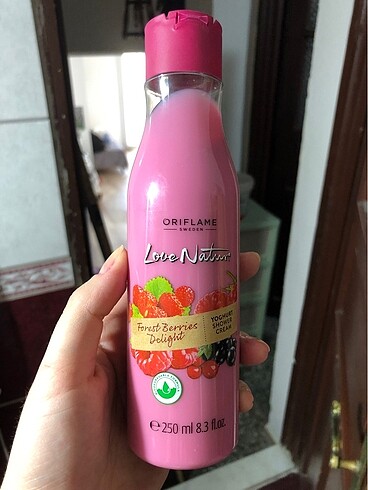 ORIFLAME
SWEDEN
Love Nature
Forest Berries
Delight
YOGHURT
SHOWER
CREAM
℮ 250 ml 8.3 fl.oz.